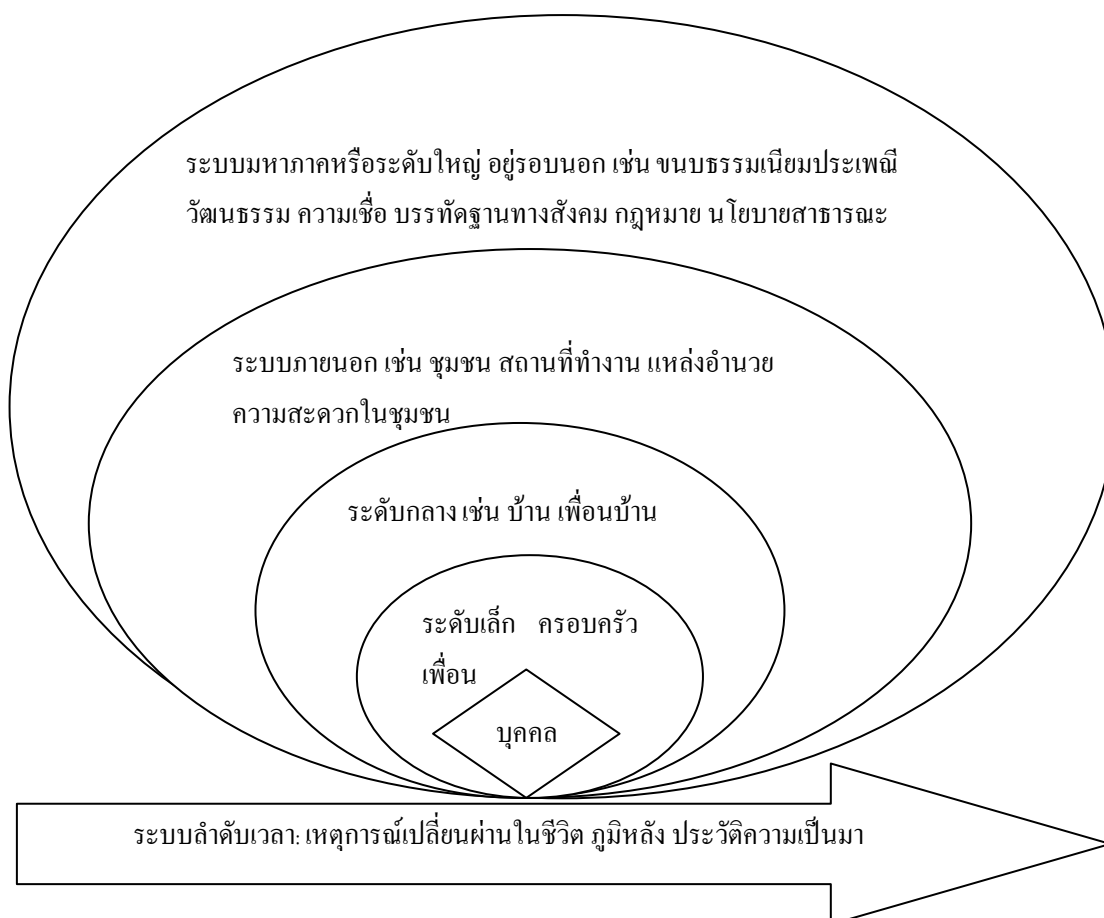 ระบบมหาภาคหรือระดับใหญ่ อยู่รอบนอก เช่น ขนบธรรมเนียมประเพณี
วัฒนธรรม ความเชื่อ บรรทัดฐานทางสังคม กฎหมาย นโยบายสาธารณะ
ระบบภายนอก เช่น ชุมชน สถานที่ทำงาน แหล่งอำนวย
ความสะดวกในชุมชน
ระดับกลาง เช่น บ้าน เพื่อนบ้าน
ระดับเล็ก ครอบครัว
เพื่อน
บุคคล
ระบบลำดับเวลา: เหตุการณ์เปลี่ยนผ่านในชีวิต ภูมิหลัง ประวัติความเป็นมา